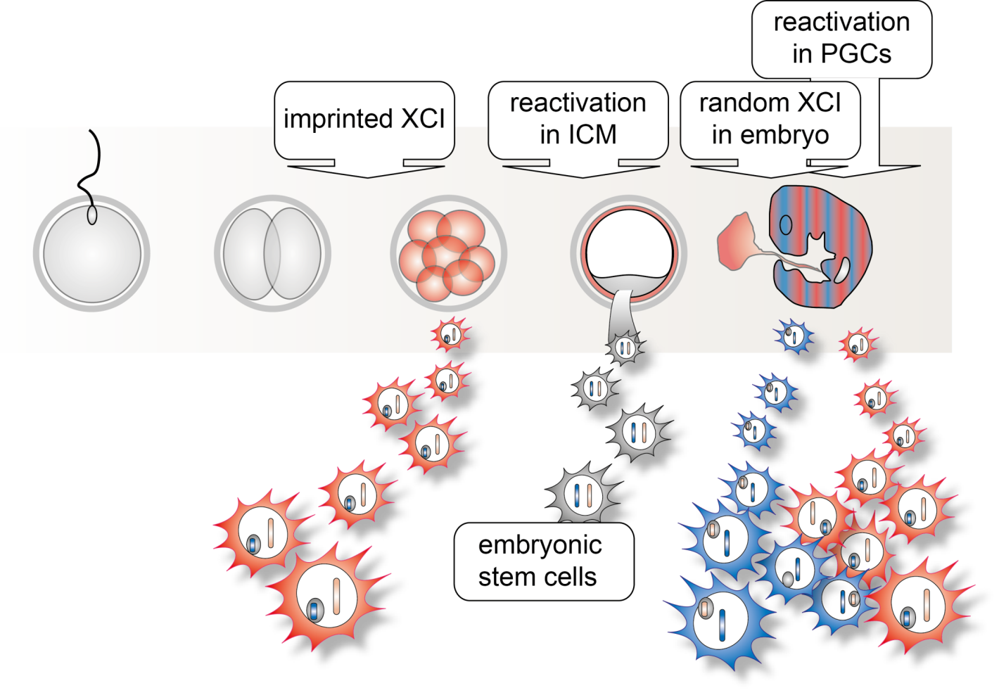 reactivation
in PGCs
imprinted XCI
reactivation
in ICM
random XCI
in embryo
embryonic
stem cells